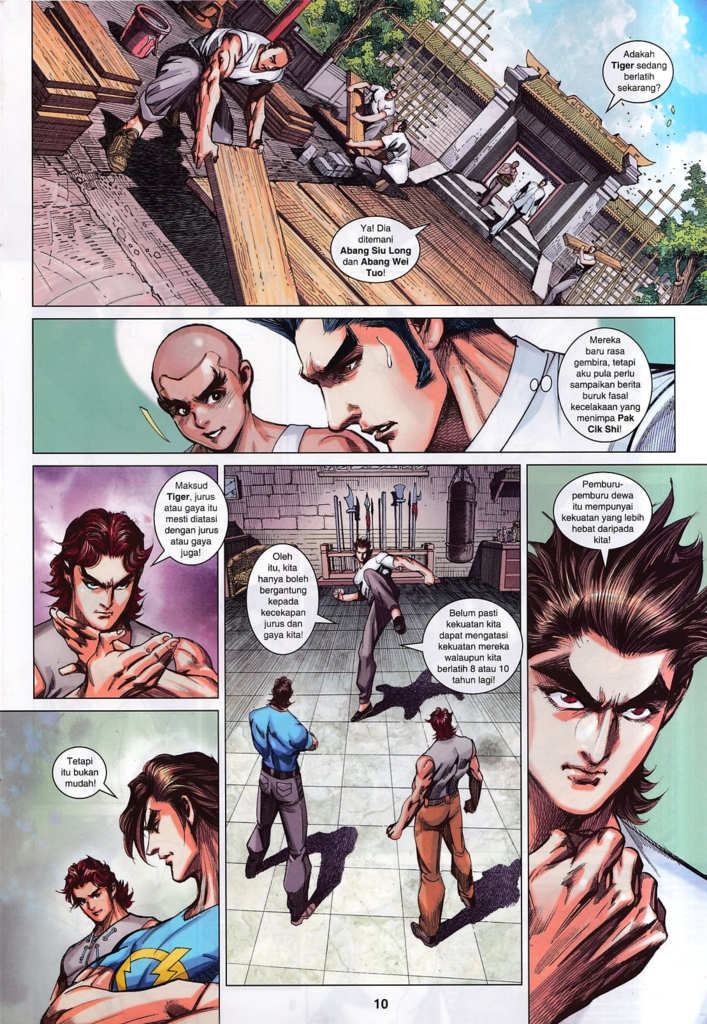 Adakah
Tiger sedang
berlatih
sekarang?
Ya! Dia
ditemani
Abang Siu Long
dan Abang Wei
Tuo!
Mereka
baru rasa
gembira, tetapi
aku pula perlu
sampaikan berita
buruk fasal
kecelakaan yang
menimpa Pak
Cik Shi!
Maksud
Tiger, jurus
atau gaya itu
mesti diatasi
dengan jurus
atau gaya
juga!
Oleh
itu, kita
hanya boleh
bergantung
kepada
kecekapan
jurus dan
gaya kita!
Belum pasti
kekuatan kita
dapat mengatasi
kekuatan mereka
walaupun kita
berlatih 8 atau 10
tahun lagi!
Pemburu-
pemburu dewa
itu mempunyai
kekuatan yang lebih
hebat daripada
kita!
Tetapi
itu bukan
mudah!
10